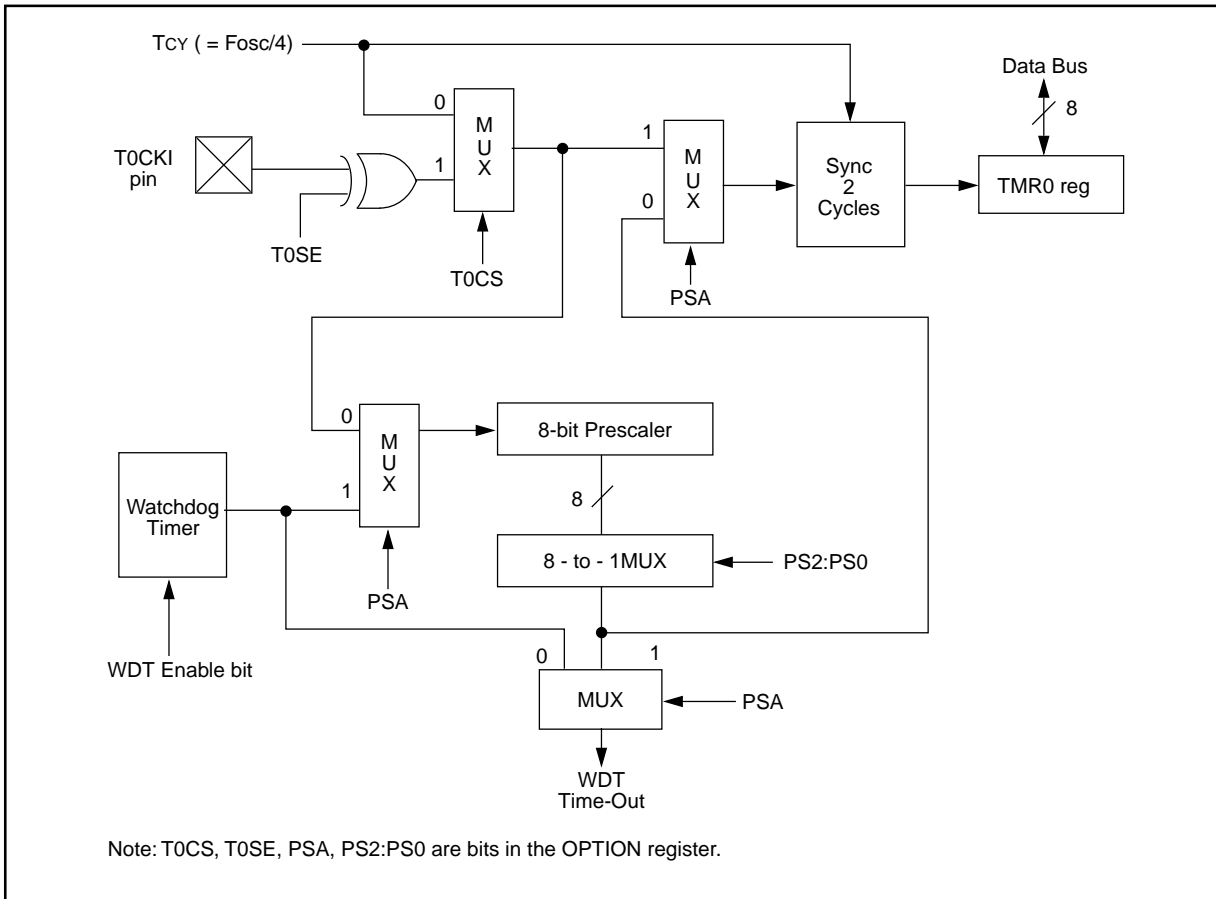 TCY ( = Fosc/4)
Data Bus
8
0
M
U
X
1
T0CKI
pin
T0SE
T0CS
1
M
U
X
0
PSA
Sync
2
Cycles
TMR0 reg
0
M
U
X
1
8-bit Prescaler
Watchdog
Timer
8
8 - to - 1MUX
PS2:PS0
PSA
WDT Enable bit
0
1
MUX
PSA
WDT
Time-Out
Note: T0CS, T0SE, PSA, PS2:PS0 are bits in the OPTION register.